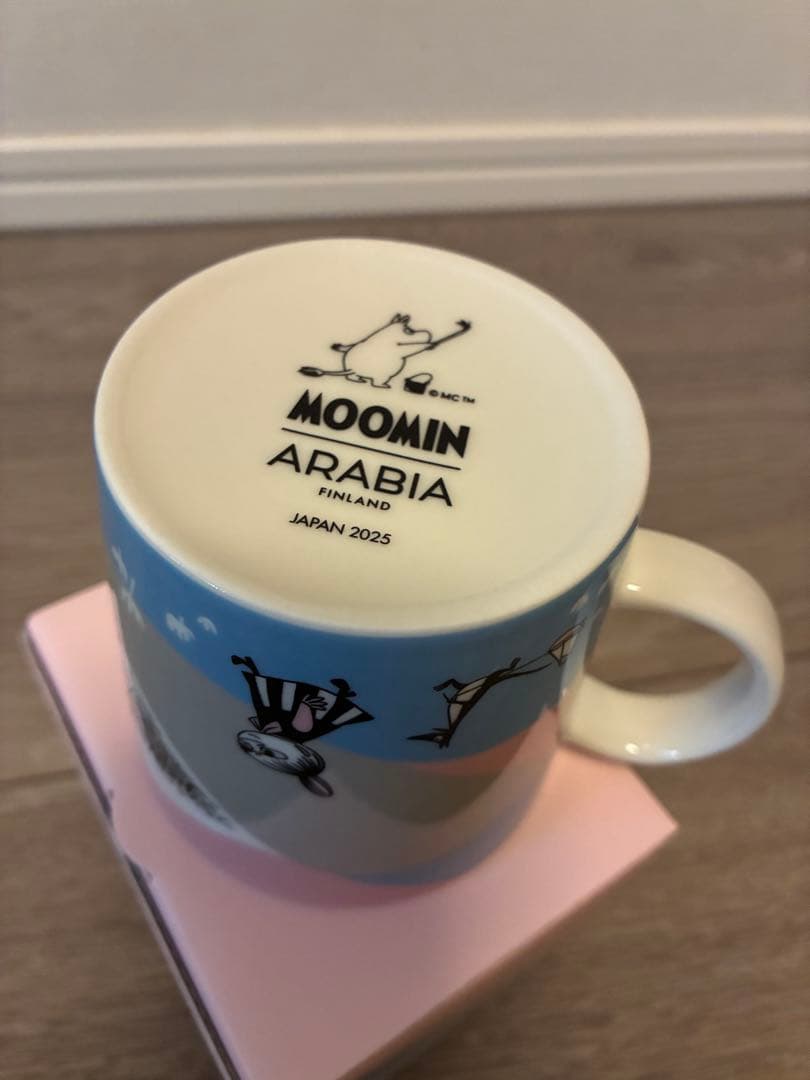 © MC ™
MOOMIN
ARABIA
FINLAND
JAPAN 2025